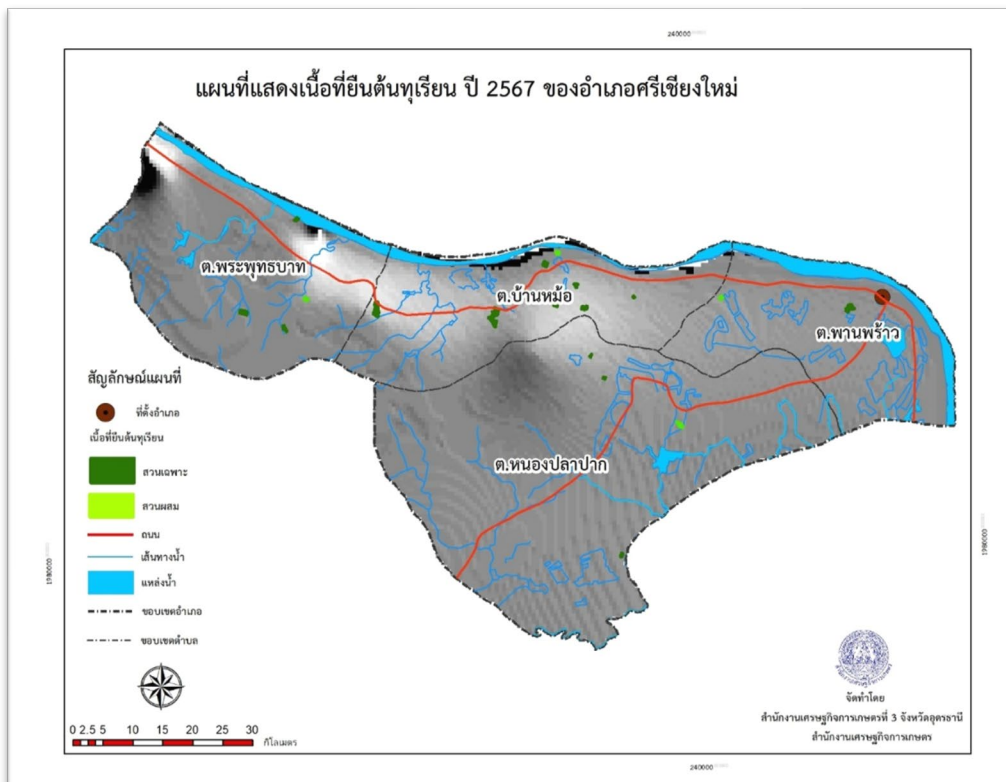 240000
แผนที่แสดงเนื้อที่ยืนต้นทุเรียน ปี 2567 ของอำเภอศรีเชียงใหม่
ต.พระพุทธบาท
ต.บ้านหม้อ
ต.พานพร้าว
ต.หนองปลาปาก
สัญลักษณ์แผนที่
ที่ตั้งอำเภอ
เนื้อที่ยืนต้นทุเรียน
สวนเฉพาะ
สวนผสม
ถนน
เส้นทางน้ำ
แหล่งน้ำ
ขอบเขตอำเภอ
ขอบเขตตำบล
1980000
1980000
0 2.5 5 10 15 20 25 30
กิโลเมตร
จัดทำโดย
สำนักงานเศรษฐกิจการเกษตรที่ 3 จังหวัดอุดรธานี
สำนักงานเศรษฐกิจการเกษตร
240000